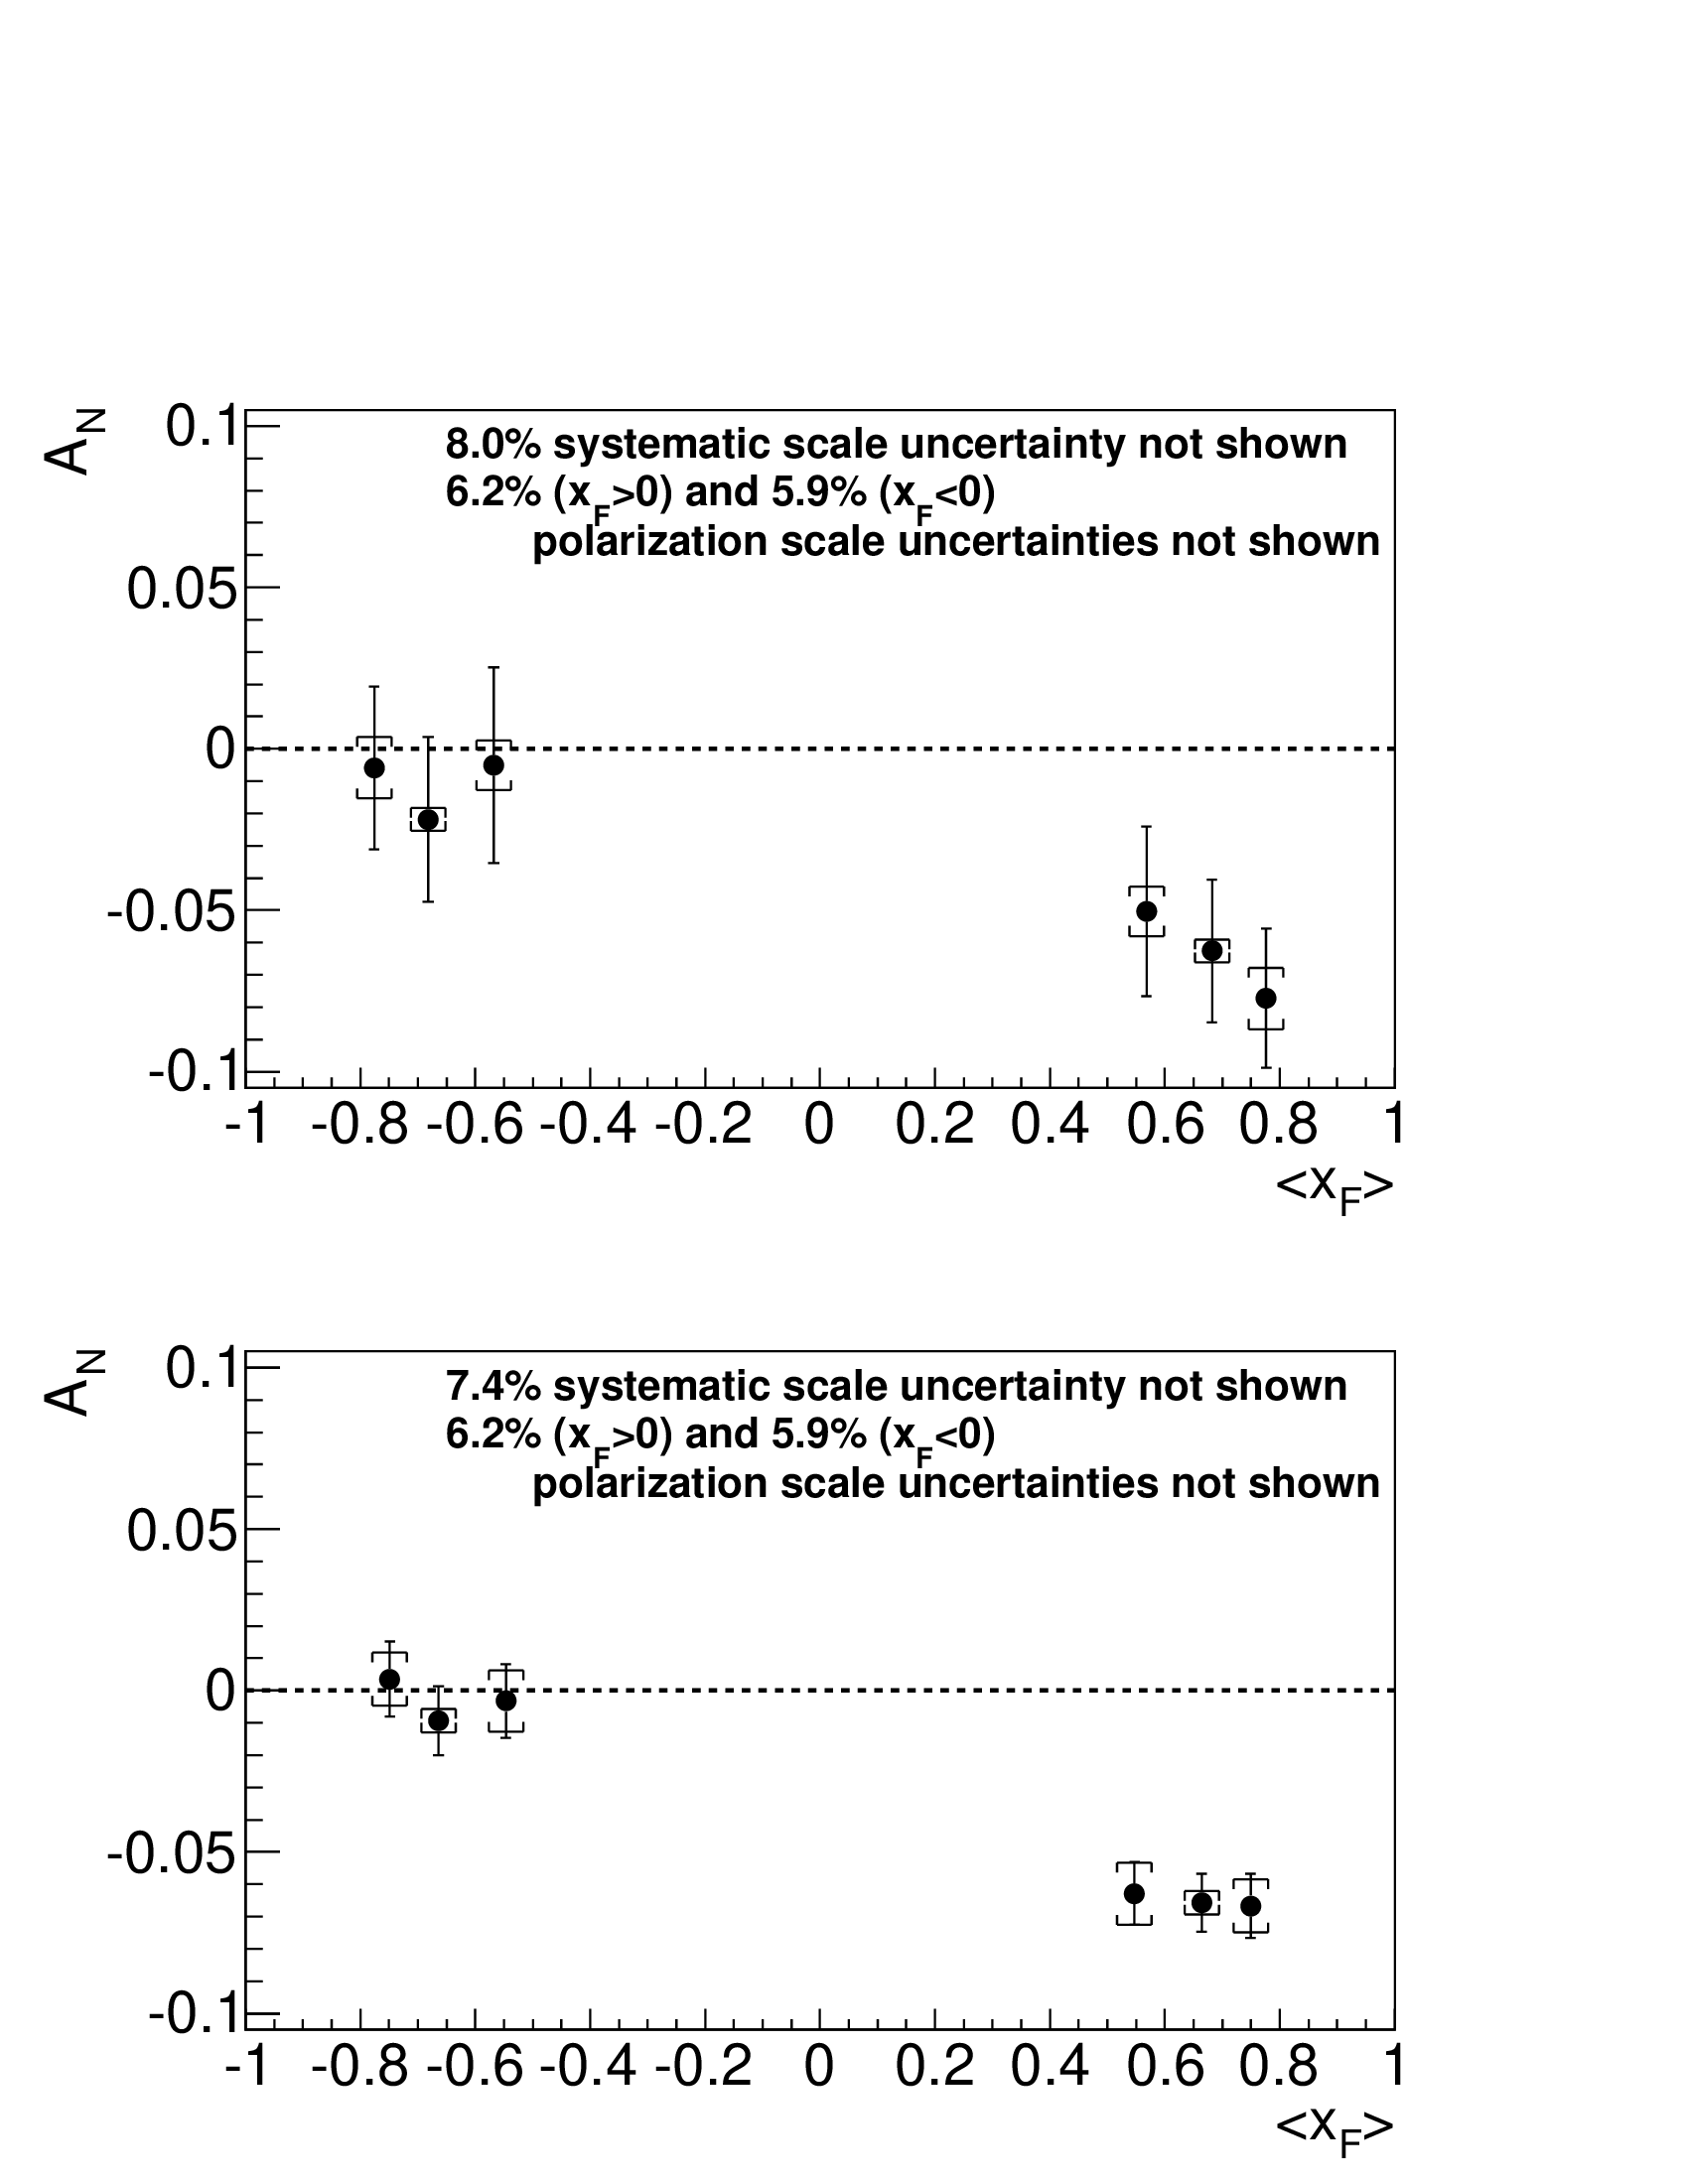 A_N
0.1
8.0% systematic scale uncertainty not shown
6.2% (x_F>0) and 5.9% (x_F<0)
polarization scale uncertainties not shown
0.05
0
-0.05
-0.1
-1 -0.8 -0.6 -0.4 -0.2 0 0.2 0.4 0.6 0.8 1
<x_F>
A_N
0.1
7.4% systematic scale uncertainty not shown
6.2% (x_F>0) and 5.9% (x_F<0)
polarization scale uncertainties not shown
0.05
0
-0.05
-0.1
-1 -0.8 -0.6 -0.4 -0.2 0 0.2 0.4 0.6 0.8 1
<x_F>